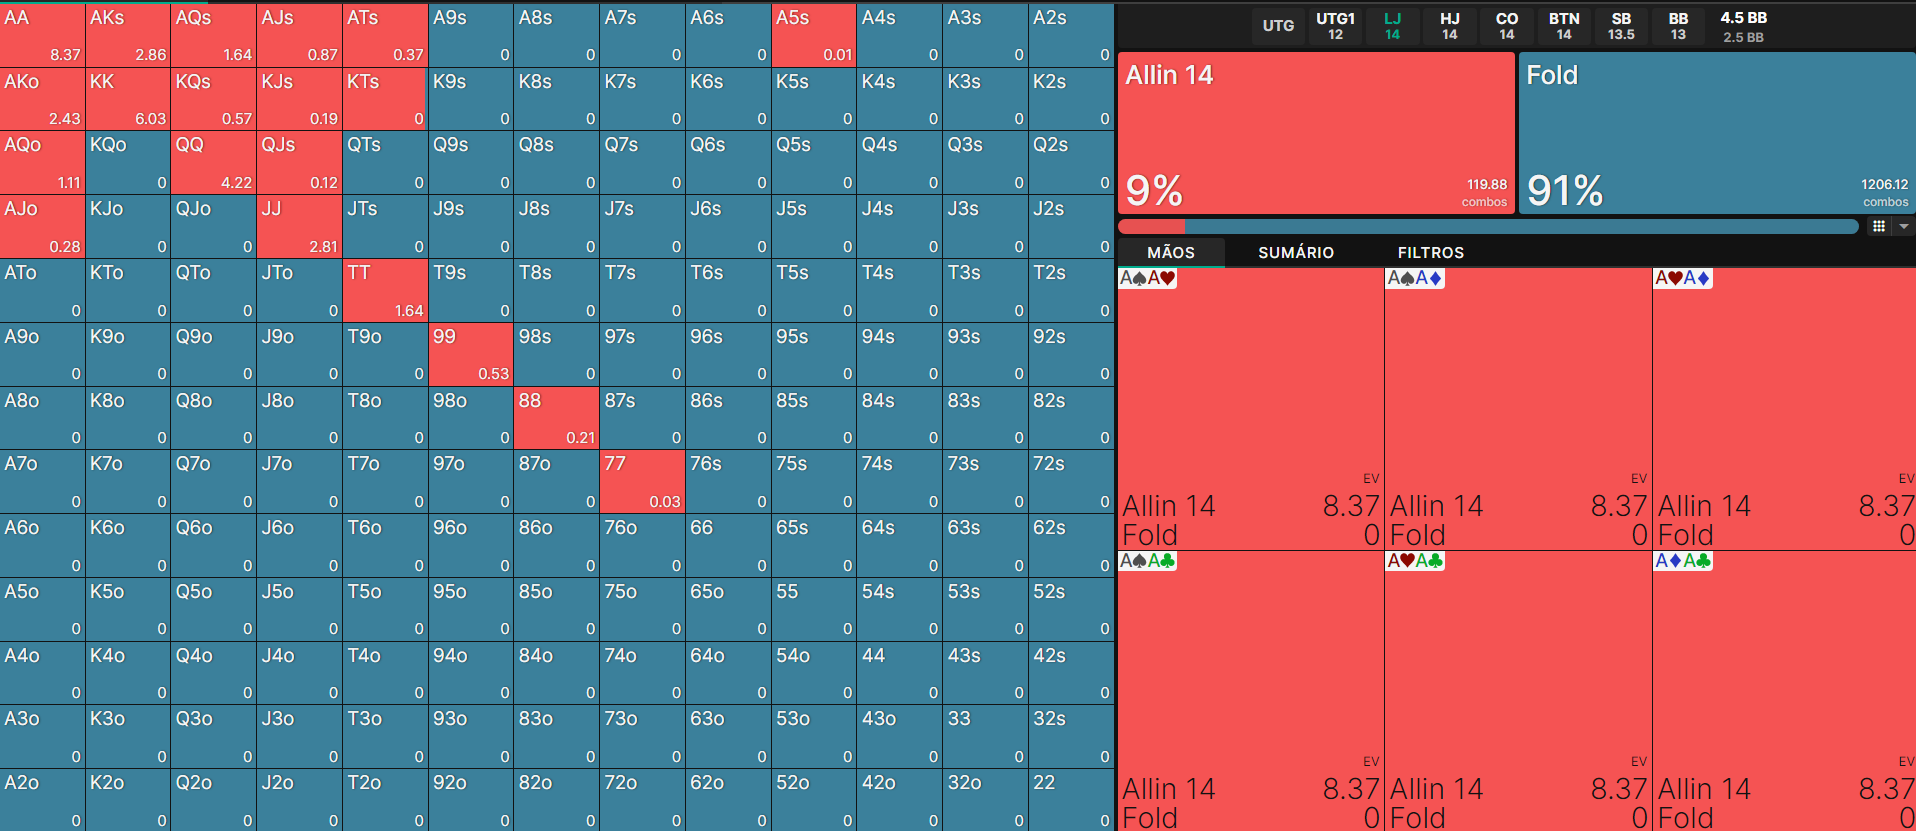 AA AKs AQs AJs ATs A9s A8s A7s A6s A5s A4s A3s A2s
8.37 2.86 1.64 0.87 0.37 0 0 0 0 0.01 0 0 0
AKo KK KQs KJs KTs K9s K8s K7s K6s K5s K4s K3s K2s
2.43 6.03 0.57 0.19 0 0 0 0 0 0 0 0 0
AQo KQo QQ QJs QTs Q9s Q8s Q7s Q6s Q5s Q4s Q3s Q2s
1.11 0 4.22 0.12 0 0 0 0 0 0 0 0 0
AJo KJo QJo JJ JTs J9s J8s J7s J6s J5s J4s J3s J2s
0.28 0 0 2.81 0 0 0 0 0 0 0 0 0
ATo KTo QTo JTo TT T9s T8s T7s T6s T5s T4s T3s T2s
0 0 0 0 1.64 0 0 0 0 0 0 0 0
A9o K9o Q9o J9o T9o 99 98s 97s 96s 95s 94s 93s 92s
0 0 0 0 0 0.53 0 0 0 0 0 0 0
A8o K8o Q8o J8o T8o 98o 88 87s 86s 85s 84s 83s 82s
0 0 0 0 0 0 0.21 0 0 0 0 0 0
A7o K7o Q7o J7o T7o 97o 87o 77 76s 75s 74s 73s 72s
0 0 0 0 0 0 0 0.03 0 0 0 0 0
A6o K6o Q6o J6o T6o 96o 86o 76o 66 65s 64s 63s 62s
0 0 0 0 0 0 0 0 0 0 0 0 0
A5o K5o Q5o J5o T5o 95o 85o 75o 65o 55 54s 53s 52s
0 0 0 0 0 0 0 0 0 0 0 0 0
A4o K4o Q4o J4o T4o 94o 84o 74o 64o 54o 44 43s 42s
0 0 0 0 0 0 0 0 0 0 0 0 0
A3o K3o Q3o J3o T3o 93o 83o 73o 63o 53o 43o 33 32s
0 0 0 0 0 0 0 0 0 0 0 0 0
A2o K2o Q2o J2o T2o 92o 82o 72o 62o 52o 42o 32o 22
0 0 0 0 0 0 0 0 0 0 0 0 0
UTG UTG1 LJ HJ CO BTN SB BB 4.5 BB
12 14 14 14 14 13.5 13 2.5 BB
Allin 14 Fold
9% 119.88 combos 91% 1206.12 combos
MÃOS SUMÁRIO FILTROS
A♠A♥ A♠A♦ A♥A♦
EV EV EV
Allin 14 8.37 Allin 14 8.37 Allin 14 8.37
Fold 0 Fold 0 Fold 0
A♠A♣ A♥A♣ A♦A♣
EV EV EV
Allin 14 8.37 Allin 14 8.37 Allin 14 8.37
Fold 0 Fold 0 Fold 0